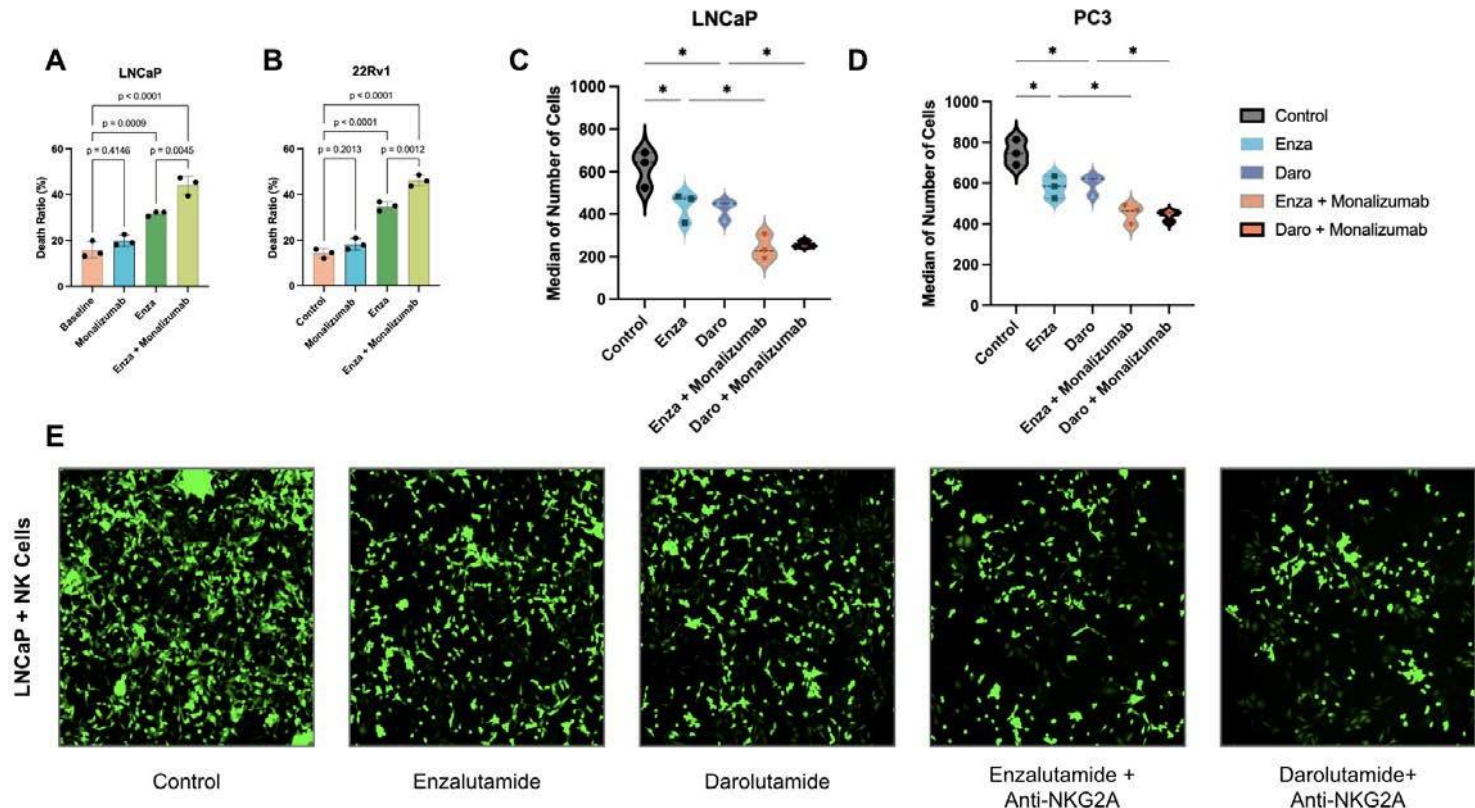 A
LNCaP
p < 0.0001
p = 0.0009
p = 0.4146
p = 0.0045
Death Ratio (%)
60
40
20
0
Baseline
Monalizumab
Enza
Enza + Monalizumab
B
22Rv1
p < 0.0001
p < 0.0001
p = 0.2013
p = 0.0012
Death Ratio (%)
60
40
20
0
Control
Monalizumab
Enza
Enza + Monalizumab
C
LNCaP
* *
* *
Median of Number of Cells
1000
800
600
400
200
0
Control
Enza
Daro
Enza + Monalizumab
Daro + Monalizumab
D
PC3
* *
* *
Median of Number of Cells
1000
800
600
400
200
0
Control
Enza
Daro
Enza + Monalizumab
Daro + Monalizumab
Control
Enza
Daro
Enza + Monalizumab
Daro + Monalizumab
E
LNCaP + NK Cells
Control
Enzalutamide
Darolutamide
Enzalutamide +
Anti-NKG2A
Darolutamide+
Anti-NKG2A